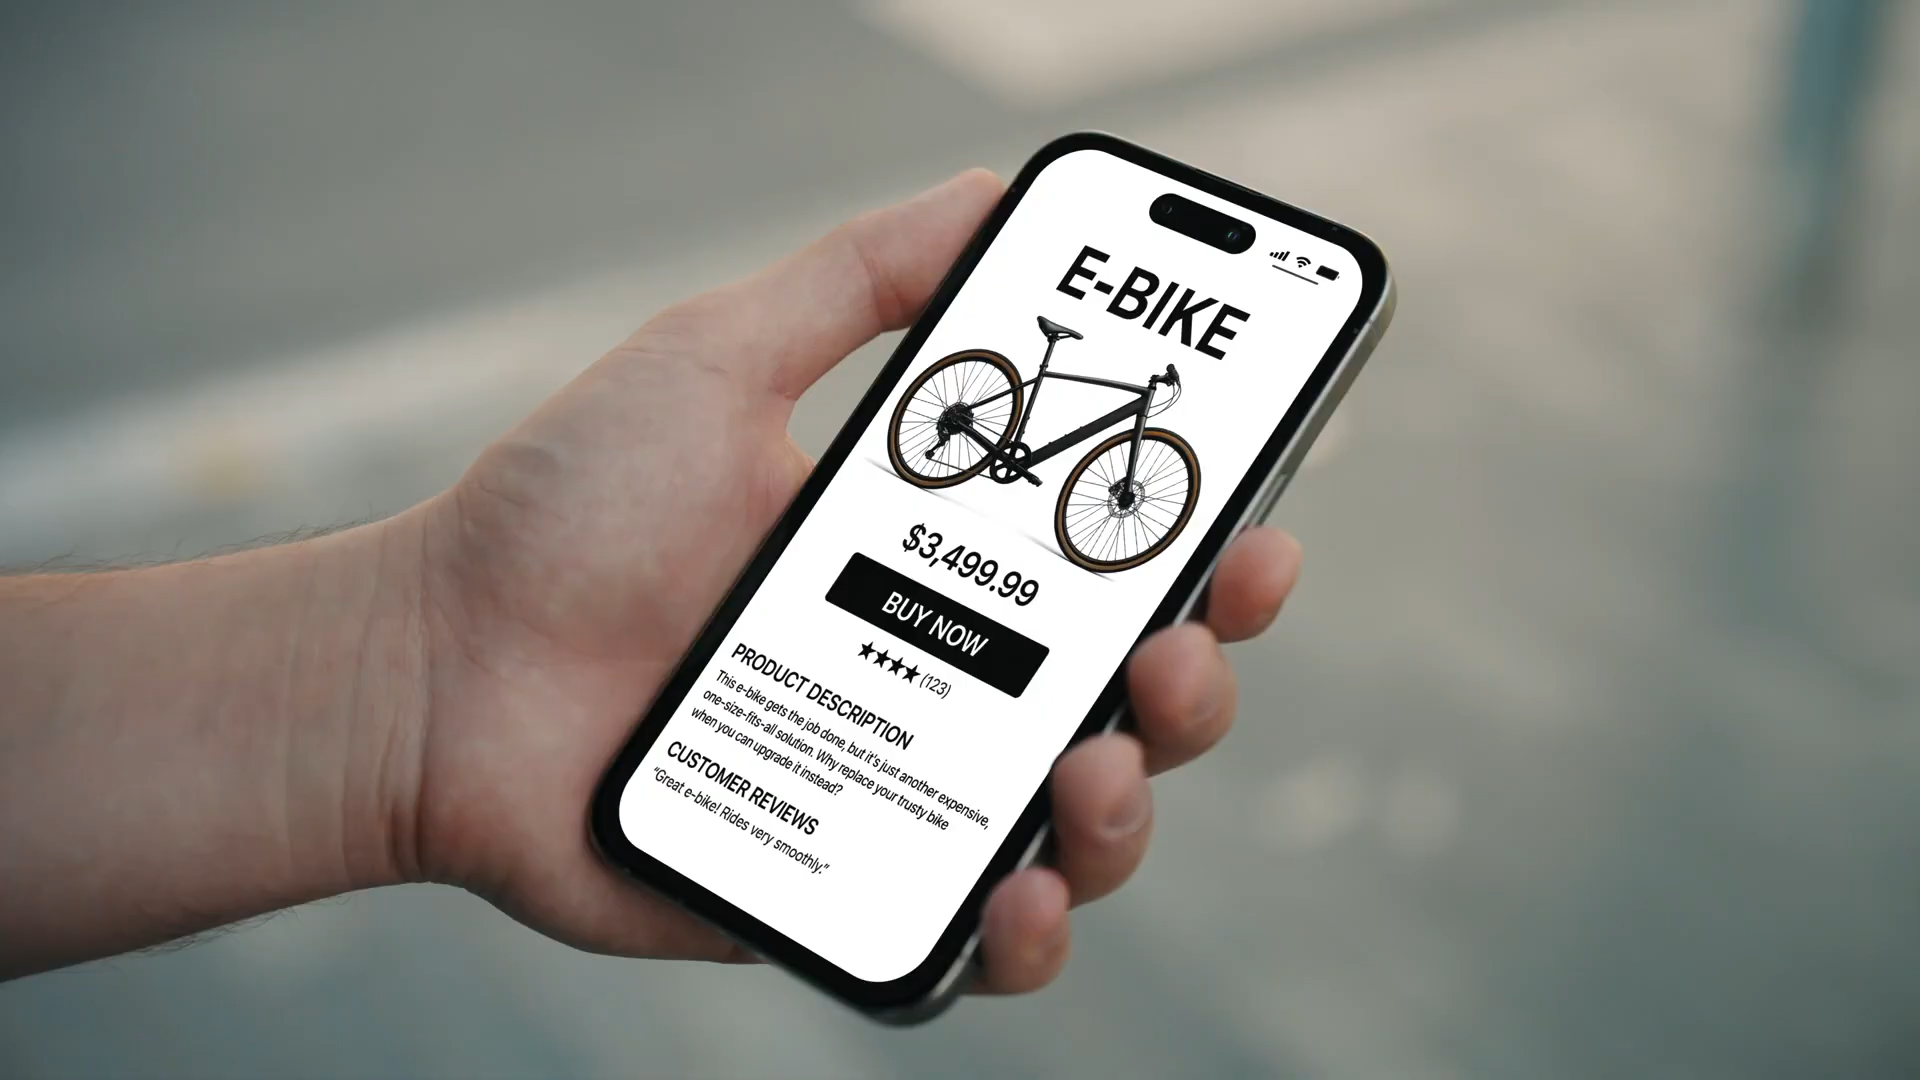 E-BIKE
$3,499.99
BUY NOW
★★★★ (123)
PRODUCT DESCRIPTION
This e-bike gets the job done, but it's just another expensive,
one-size-fits-all solution. Why replace your trusty bike
when you can upgrade it instead?
CUSTOMER REVIEWS
"Great e-bike! Rides very smoothly."